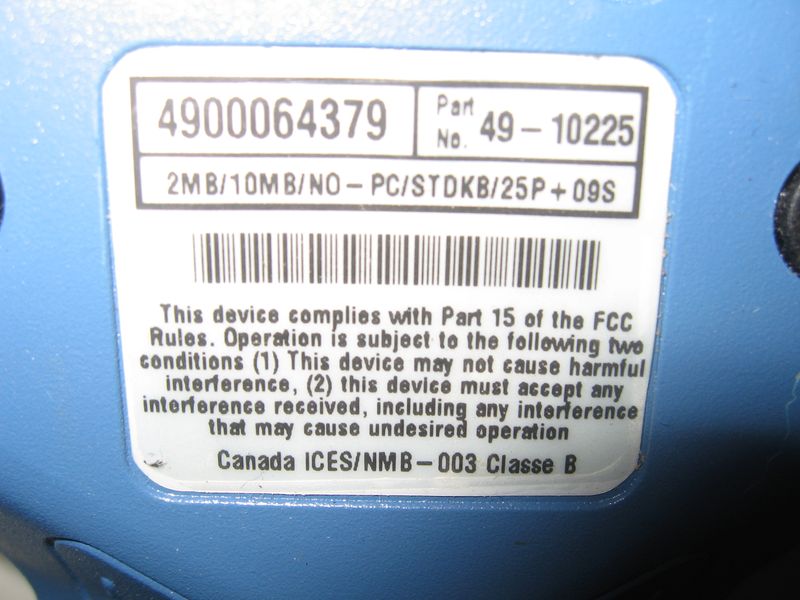 4900064379
Part No. 49-10225
2MB/10MB/NO-PC/STDKB/25P+09S
This device complies with Part 15 of the FCC
Rules. Operation is subject to the following two
conditions (1) This device may not cause harmful
interference, (2) this device must accept any
interference received, including any interference
that may cause undesired operation
Canada ICES/NMB-003 Classe B